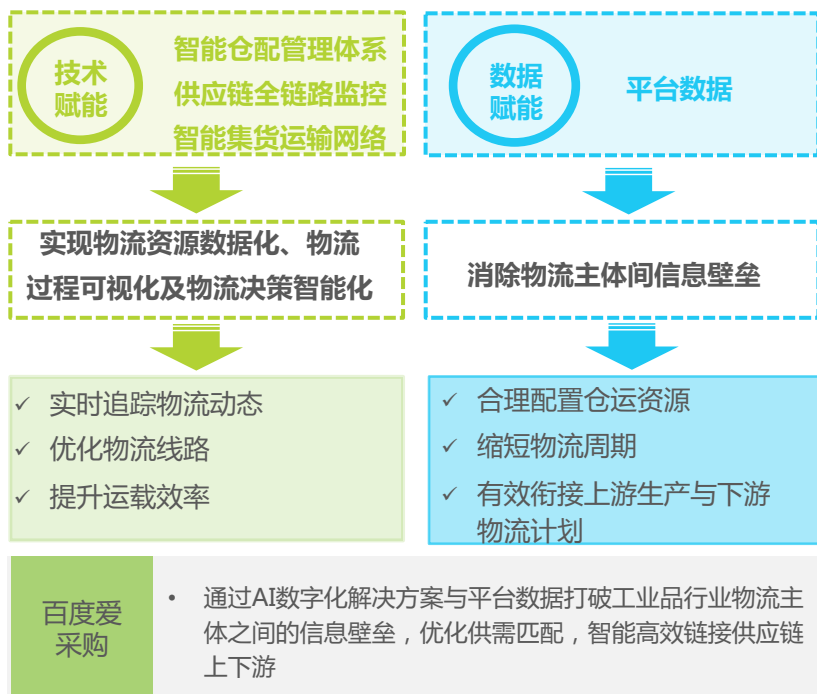 技术
赋能
智能仓配管理体系
供应链全链路监控
智能集货运输网络
数据
赋能
平台数据
实现物流资源数据化、物流
过程可视化及物流决策智能化
消除物流主体间信息壁垒
✓ 实时追踪物流动态
✓ 优化物流线路
✓ 提升运载效率
✓ 合理配置仓运资源
✓ 缩短物流周期
✓ 有效衔接上游生产与下游
物流计划
百度爱
采购
• 通过AI数字化解决方案与平台数据打破工业品行业物流主
体之间的信息壁垒，优化供需匹配，智能高效链接供应链
上下游